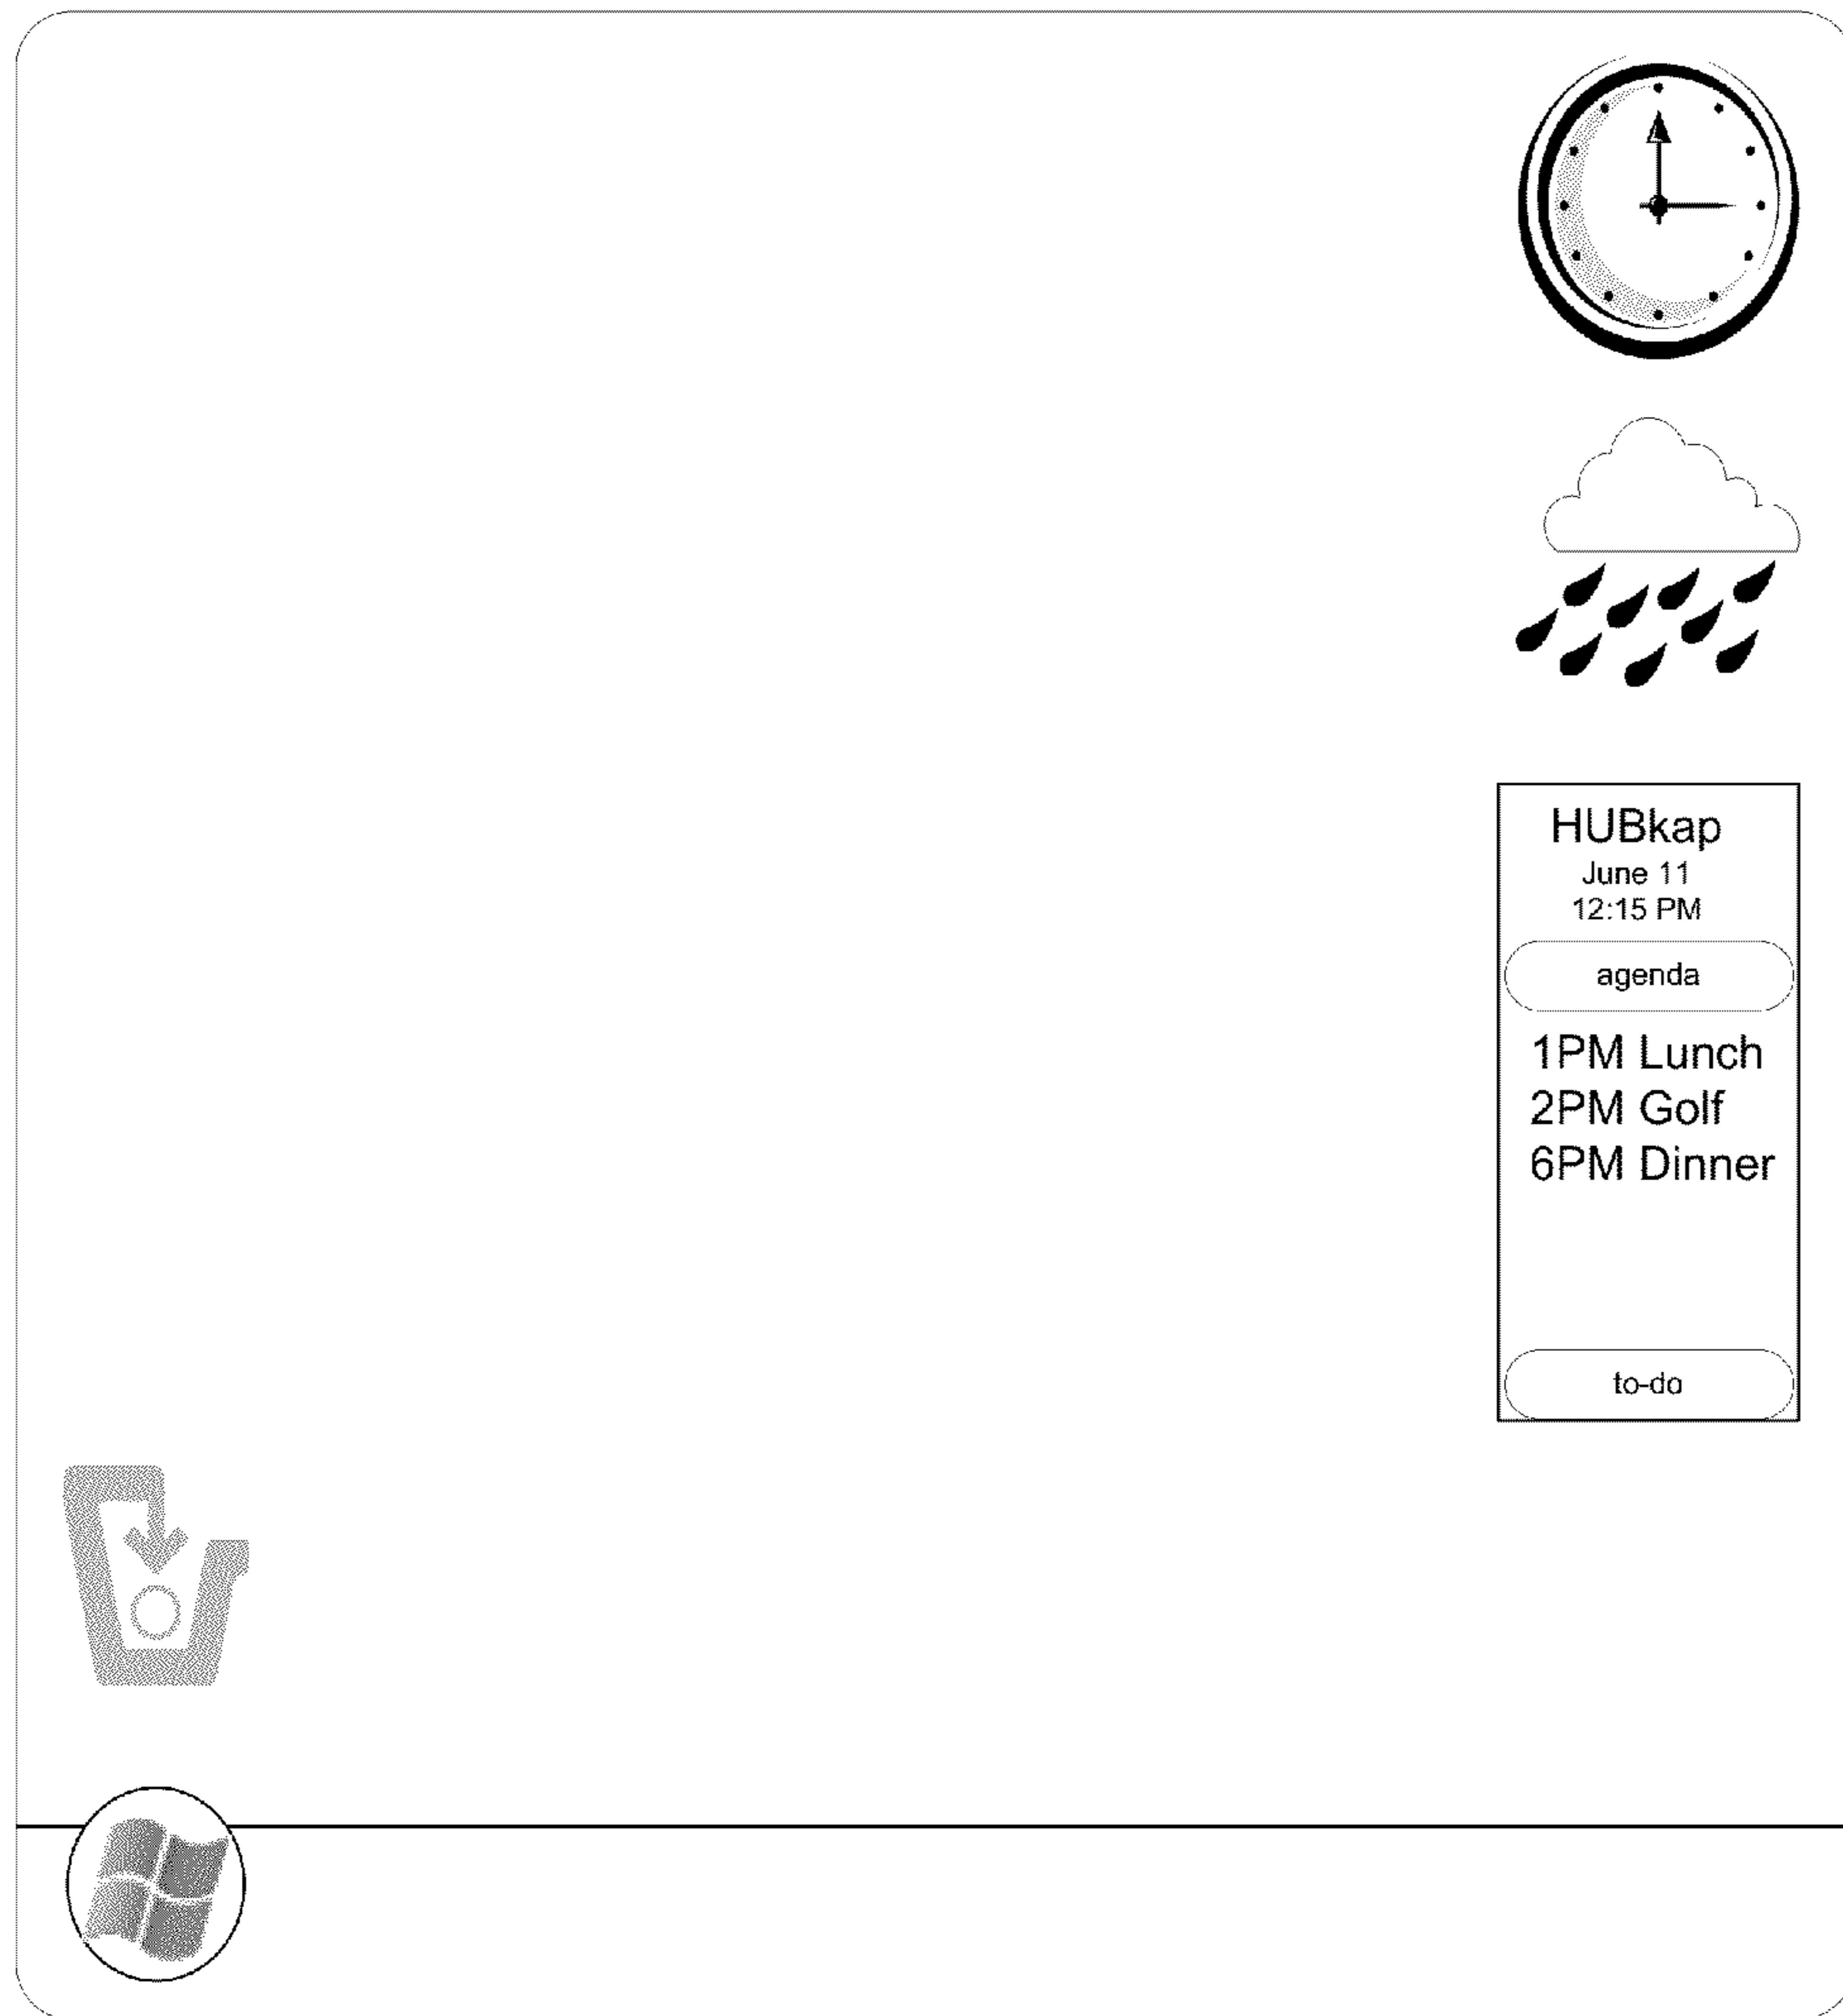 HUBkap
June 11
12:15 PM
agenda
1PM Lunch
2PM Golf
6PM Dinner
to-do